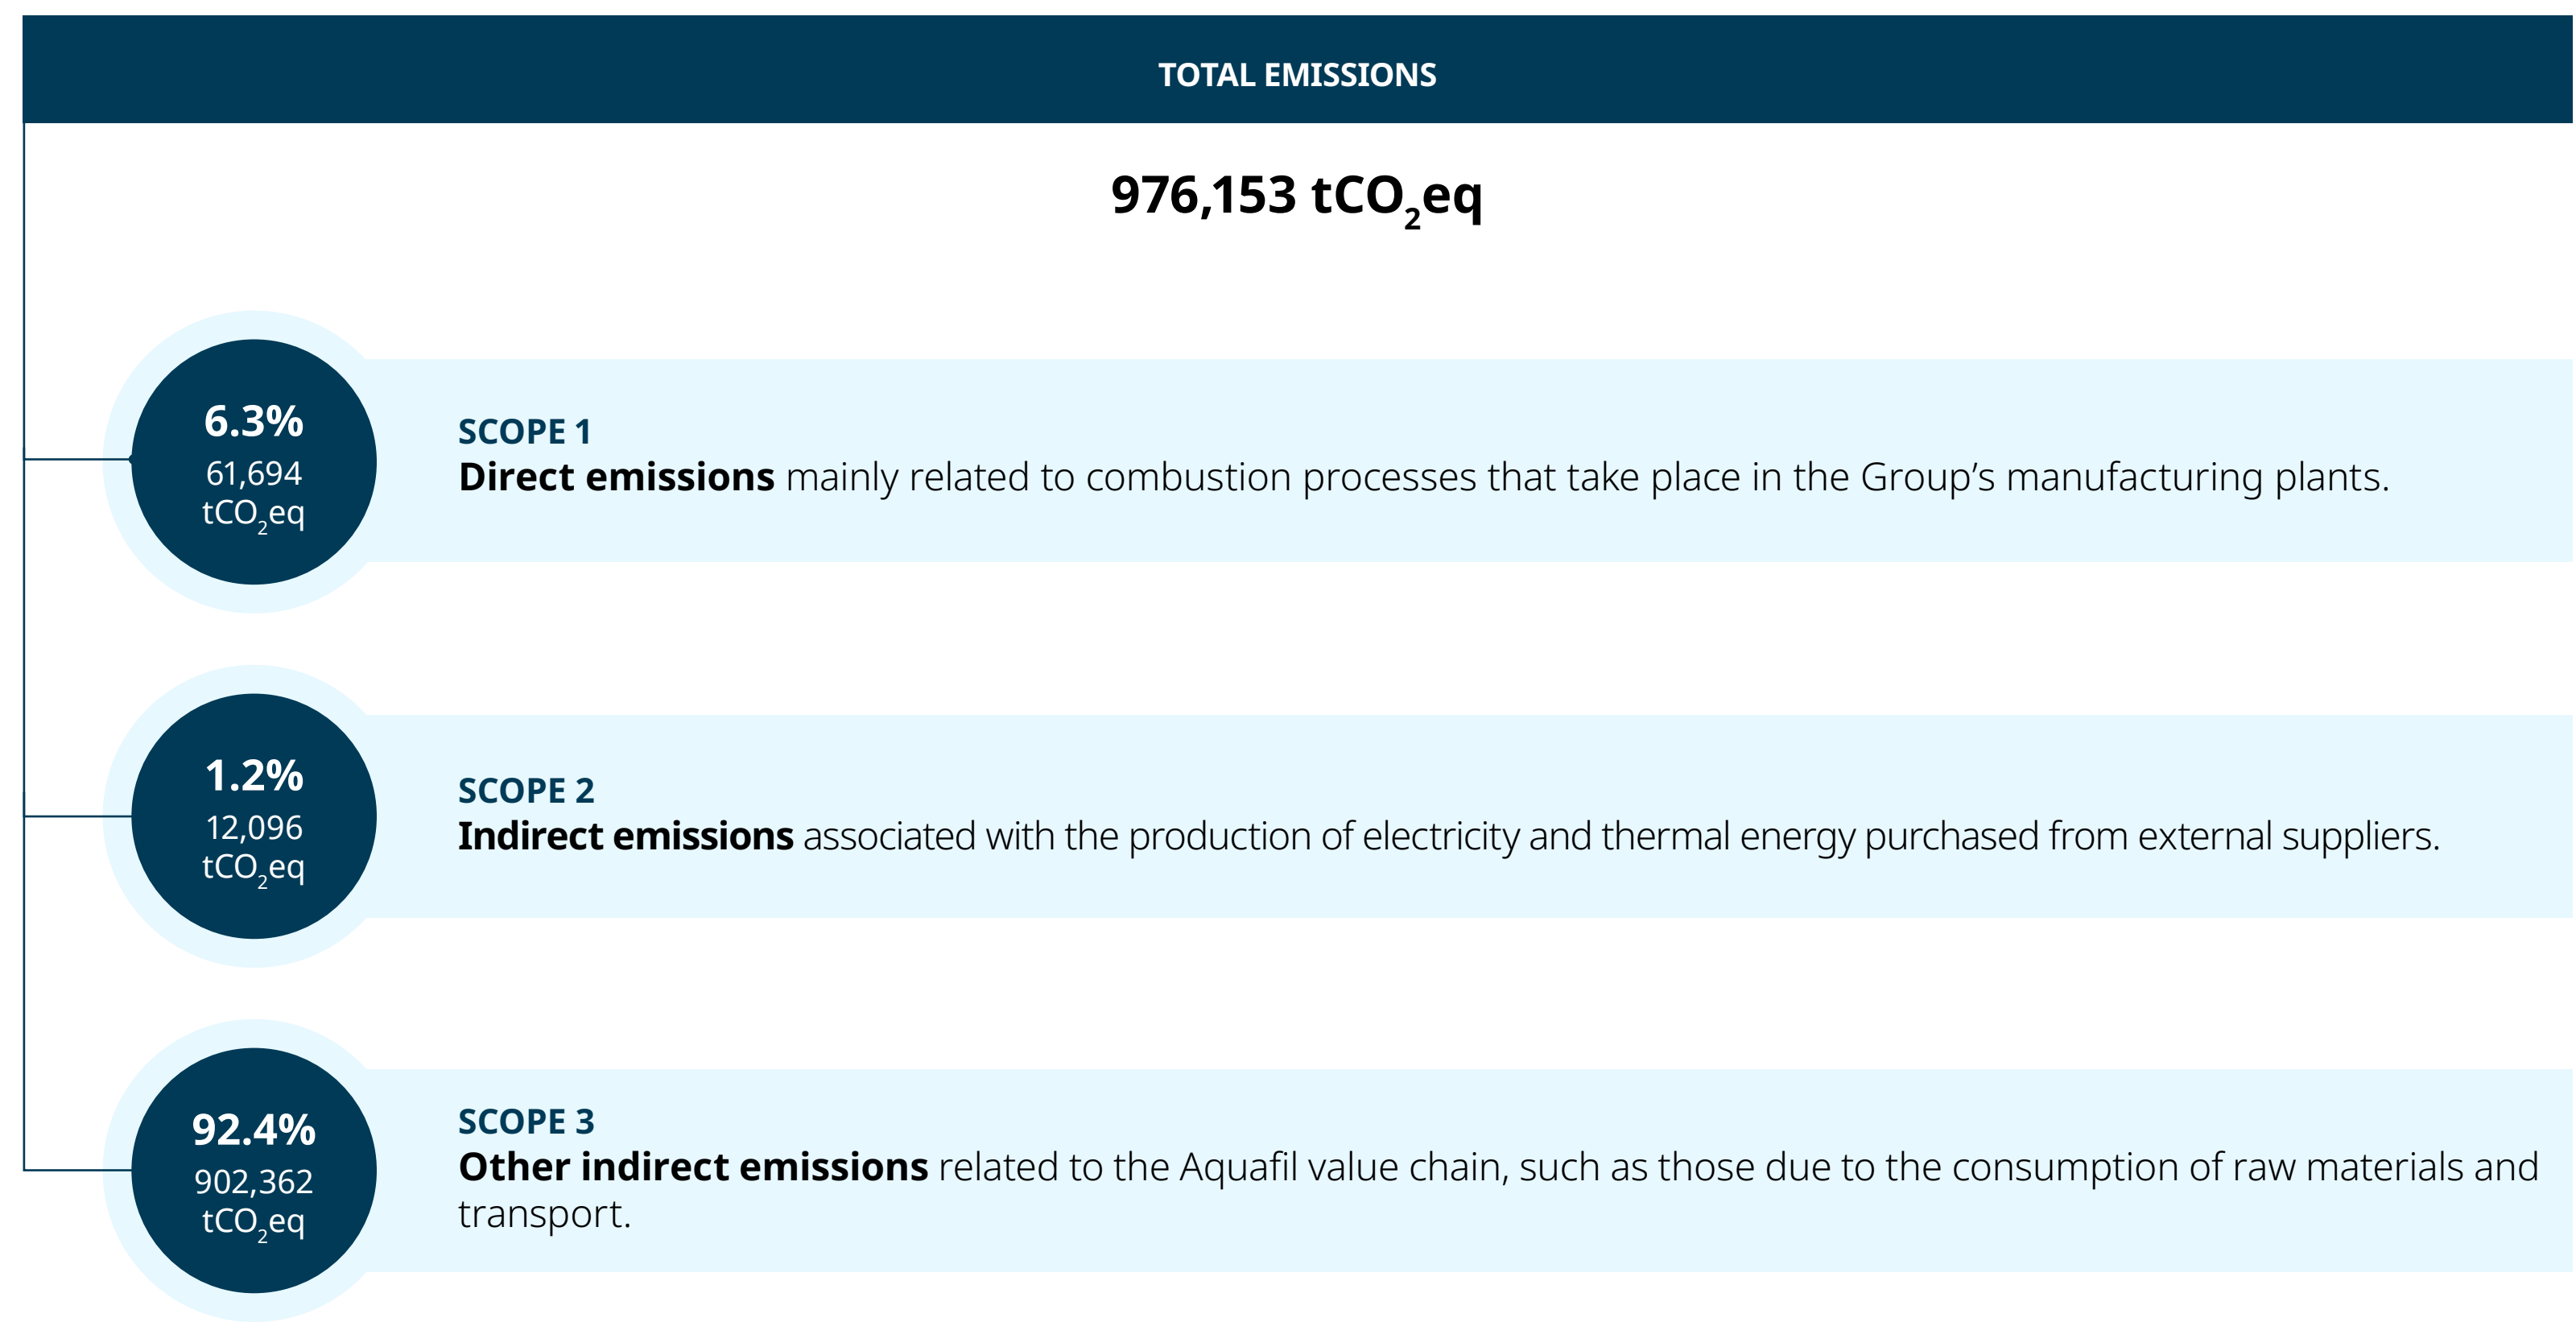 TOTAL EMISSIONS
976,153 tCO₂eq
6.3%
61,694
tCO₂eq
SCOPE 1
Direct emissions mainly related to combustion processes that take place in the Group’s manufacturing plants.
1.2%
12,096
tCO₂eq
SCOPE 2
Indirect emissions associated with the production of electricity and thermal energy purchased from external suppliers.
92.4%
902,362
tCO₂eq
SCOPE 3
Other indirect emissions related to the Aquafil value chain, such as those due to the consumption of raw materials and
transport.